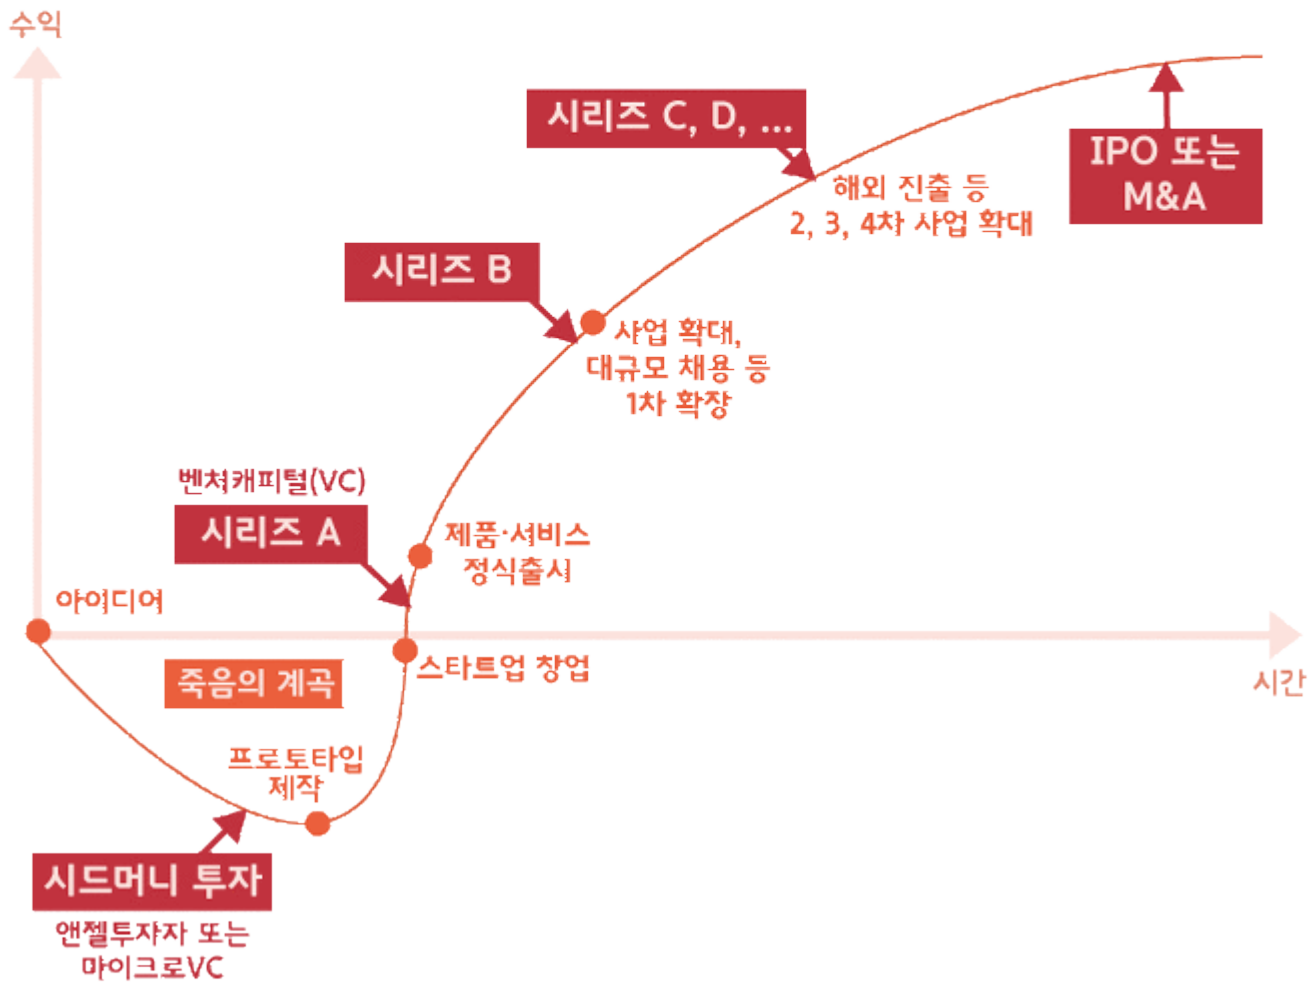 수익
시리즈 C, D, ...
IPO 또는
M&A
해외 진출 등
2, 3, 4차 사업 확대
시리즈 B
사업 확대,
대규모 채용 등
1차 확장
벤쳐캐피털(VC)
시리즈 A
제품·서비스
정식출시
아이디어
스타트업 창업
죽음의 계곡
시간
프로토타입
제작
시드머니 투자
앤젤투자자 또는
마이크로VC